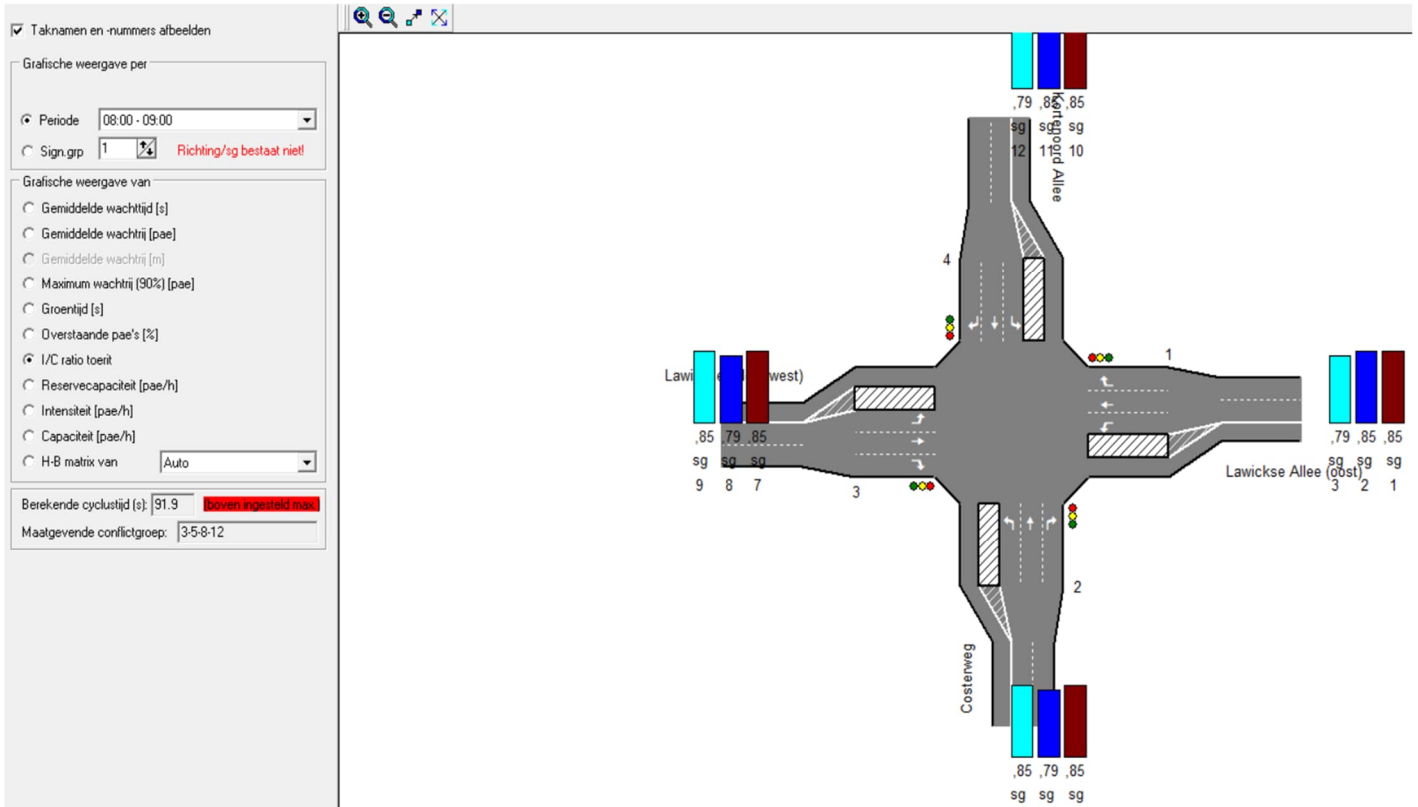 Taknamen en -nummers afbeelden
Grafische weergave per
Periode 08:00 - 09:00
Sign.grp 1 Richting/sg bestaat niet!
Grafische weergave van
Gemiddelde wachttijd [s]
Gemiddelde wachtrij [pae]
Gemiddelde wachtrij [m]
Maximum wachtrij (90%) [pae]
Groentijd [s]
Overstaande pae's [%]
I/C ratio toerit
Reservecapaciteit [pae/h]
Intensiteit [pae/h]
Capaciteit [pae/h]
H-B matrix van Auto
Berekende cyclustijd (s): 91.9 (boven ingesteld max.)
Maatgevende conflictgroep: 3-5-8-12
,79 ,85 ,85
sg sg sg
12 11 10
Kortenoord Allee
4
1
Lawi west)
,85 ,79 ,85
sg sg sg
9 8 7
3
,79 ,85 ,85
sg sg sg
3 2 1
Lawickse Allee (oost)
2
Costerweg
,85 ,79 ,85
sg sg sg